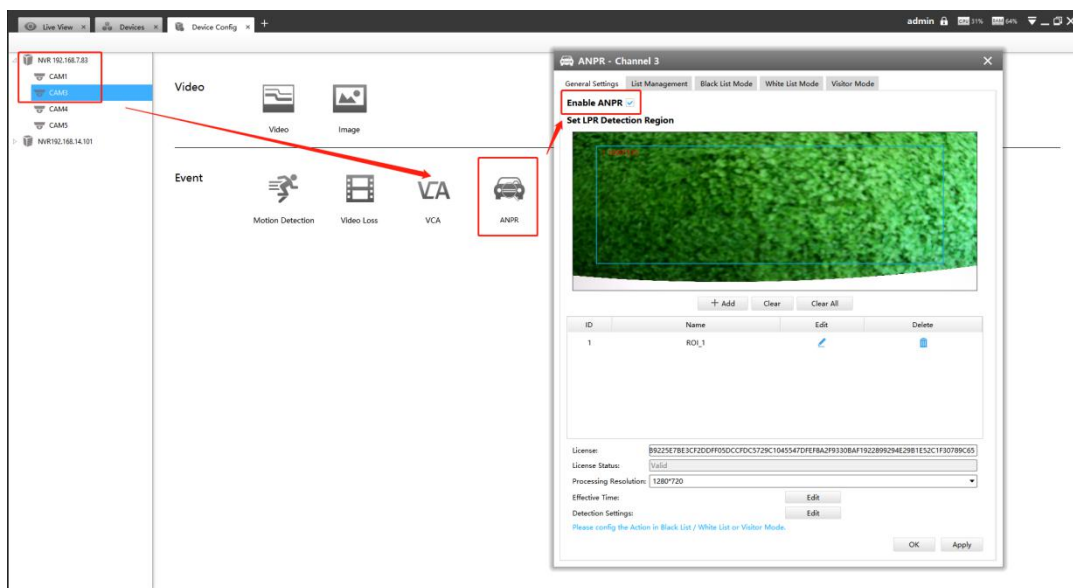 Live View × Devices × Device Config × + admin 31% 64%
NVR 192.168.7.83
CAM1
CAM3
CAM4
CAM5
NVR192.168.14.101
Video
Video Image
Event
Motion Detection Video Loss VCA ANPR
ANPR - Channel 3
General Settings List Management Black List Mode White List Mode Visitor Mode
Enable ANPR
Set LPR Detection Region
+ Add Clear Clear All
ID Name Edit Delete
1 ROI_1
License: B9225E7BE3CF2DDFF05DCCFDC5729C1045547DFEF8A2F9330BAF1922899294E29B1E52C1F30789C65
License Status: Valid
Processing Resolution: 1280*720
Effective Time: Edit
Detection Settings: Edit
Please config the Action in Black List / White List or Visitor Mode.
OK Apply